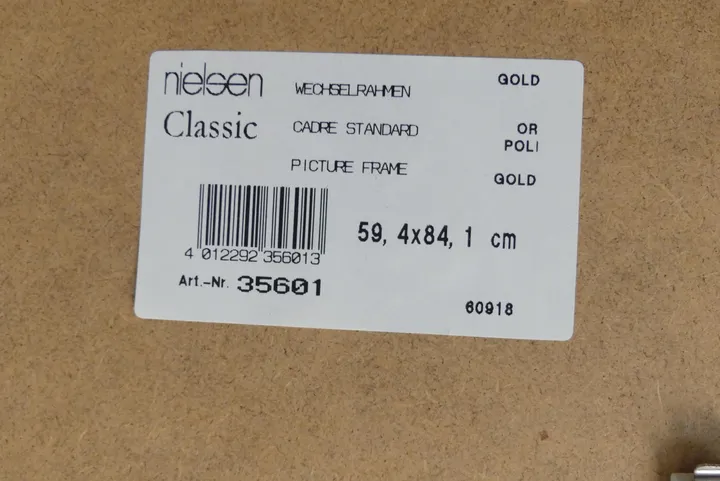 nielsen
Classic
WECHSELRAHMEN
GOLD
CADRE STANDARD
OR
POLI
PICTURE FRAME
GOLD
4 012292 356013
59,4x84,1 cm
Art.-Nr. 35601
60918